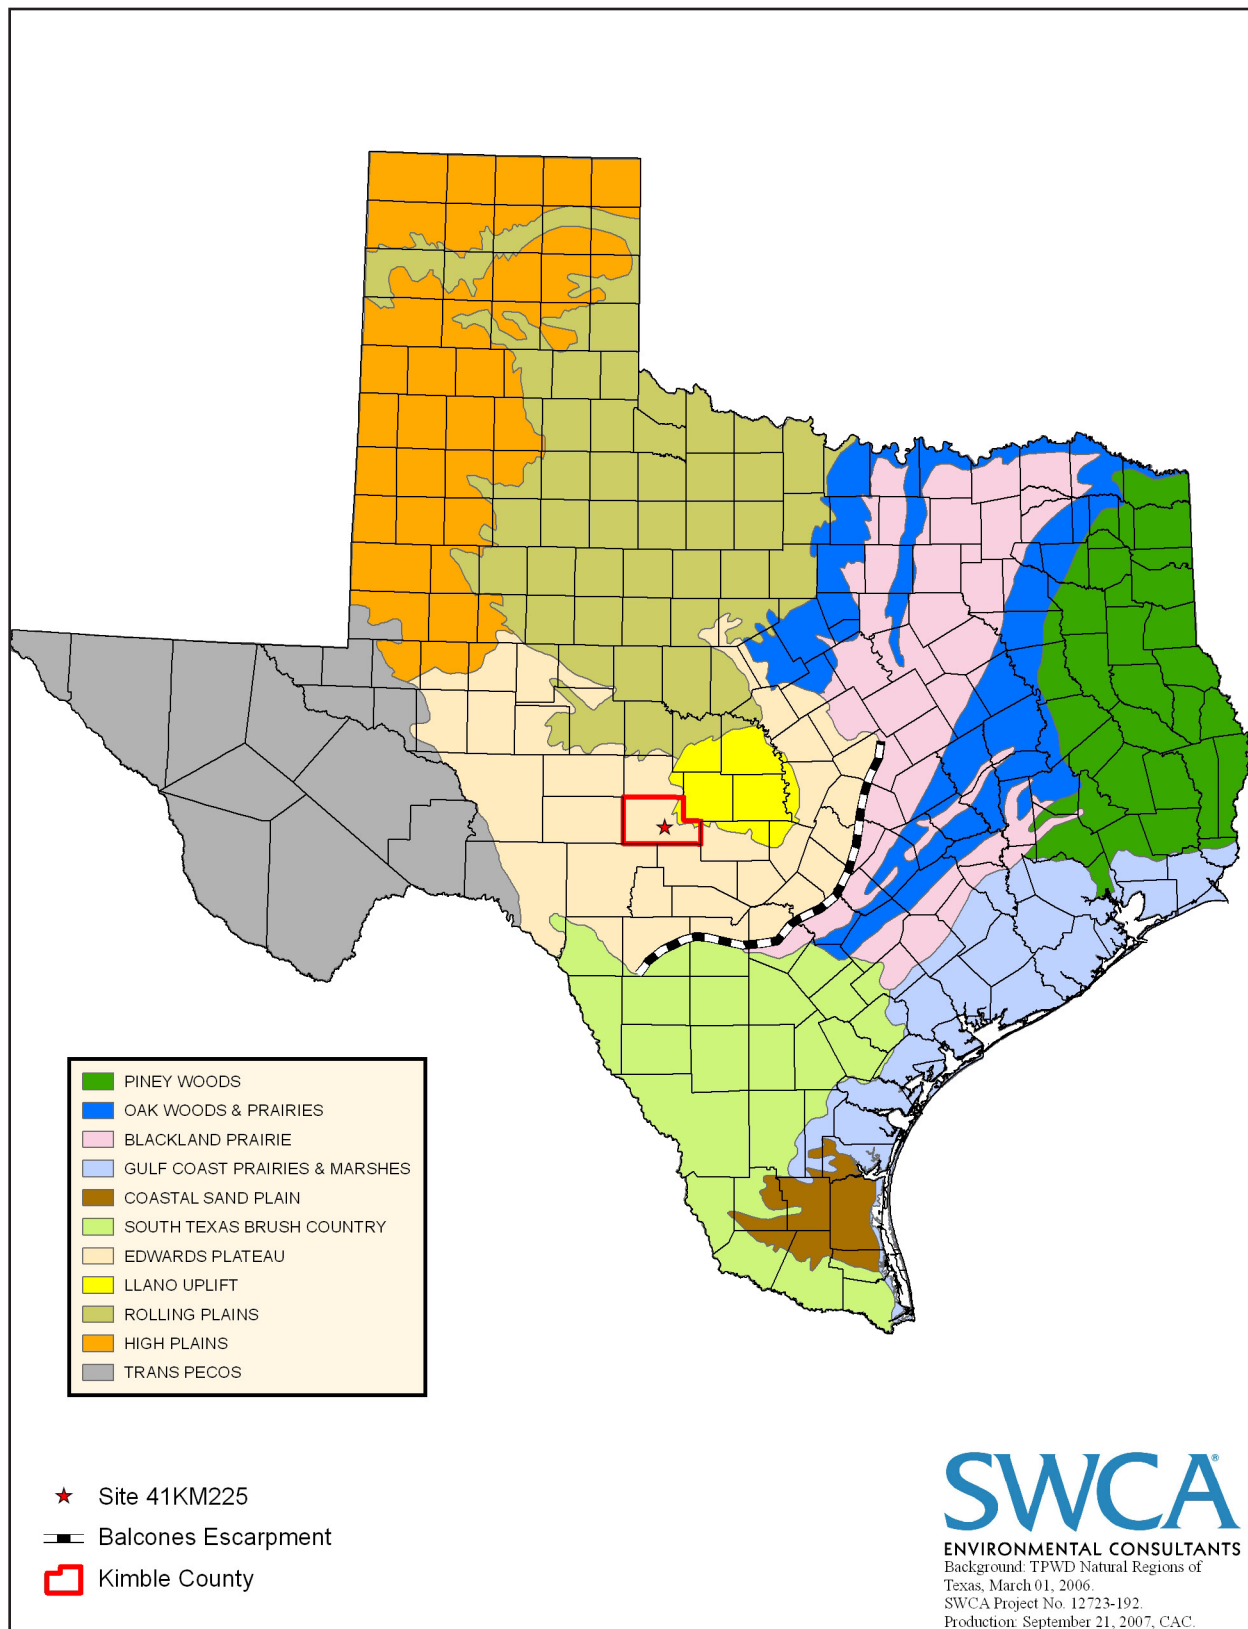 PINEY WOODS
OAK WOODS & PRAIRIES
BLACKLAND PRAIRIE
GULF COAST PRAIRIES & MARSHES
COASTAL SAND PLAIN
SOUTH TEXAS BRUSH COUNTRY
EDWARDS PLATEAU
LLANO UPLIFT
ROLLING PLAINS
HIGH PLAINS
TRANS PECOS
Site 41KM225
Balcones Escarpment
Kimble County
SWCA®
ENVIRONMENTAL CONSULTANTS
Background: TPWD Natural Regions of
Texas, March 01, 2006.
SWCA Project No. 12723-192.
Production: September 21, 2007, CAC.